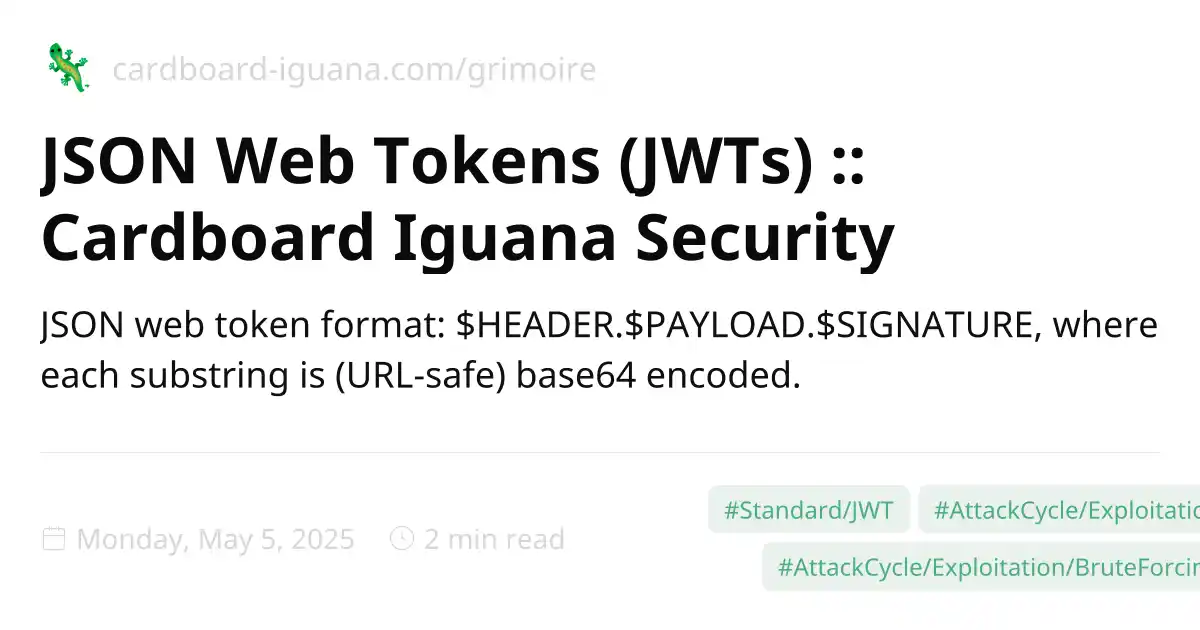 cardboard-iguana.com/grimoire
JSON Web Tokens (JWTs) ::
Cardboard Iguana Security
JSON web token format: $HEADER.$PAYLOAD.$SIGNATURE, where
each substring is (URL-safe) base64 encoded.
#Standard/JWT #AttackCycle/Exploitatio
Monday, May 5, 2025 2 min read
#AttackCycle/Exploitation/BruteForcin